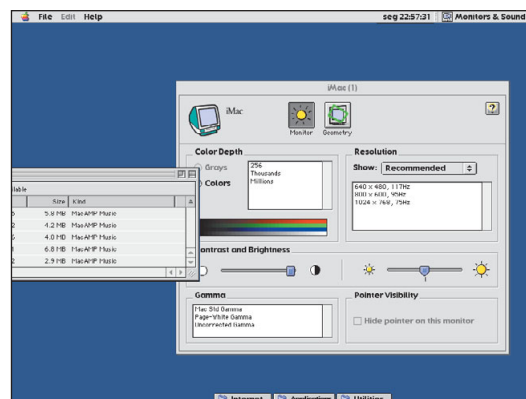 File Edit Help
seg 22:57:31 Monitors & Sound
iMac (1)
iMac
Monitor Geometry
Color Depth
Grays
Colors
256
Thousands
Millions
Resolution
Show: Recommended
640 x 480, 117Hz
800 x 600, 95Hz
1024 x 768, 75Hz
Size Kind
5.8 MB MacAMP Music
4.2 MB MacAMP Music
4.0 MB MacAMP Music
6.8 MB MacAMP Music
2.9 MB MacAMP Music
Contrast and Brightness
Gamma
Mac Std Gamma
Page-White Gamma
Uncorrected Gamma
Pointer Visibility
Hide pointer on this monitor
Internet Applications Utilities